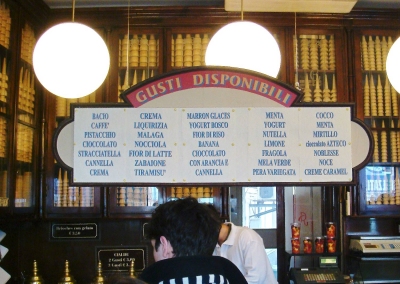 GUSTI DISPONIBILI
BACIO
CAFFE'
PISTACCHIO
CIOCCOLATO
STRACCIATELLA
CANNELLA
CREMA
LIQUIRIZIA
MALAGA
NOCCIOLA
FIOR DI LATTE
ZABAIONE
TIRAMISU'
MARRON GLACES
YOGURT BOSCO
FIOR DI RISO
BANANA
CIOCCOLATO
CON ARANCIA E
CANNELLA
MENTA
YOGURT
NUTELLA
LIMONE
FRAGOLA
MELA VERDE
PERA VARIEGATA
COCCO
MENTA
MIRTILLO
cioccolato AZTECO
NOBLESSE
NOCE
CREME CARAMEL